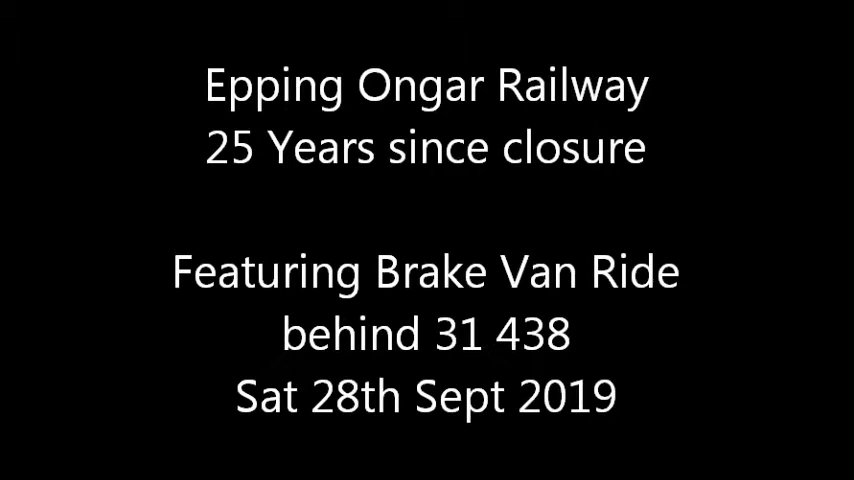 Epping Ongar Railway
25 Years since closure
Featuring Brake Van Ride
behind 31 438
Sat 28th Sept 2019